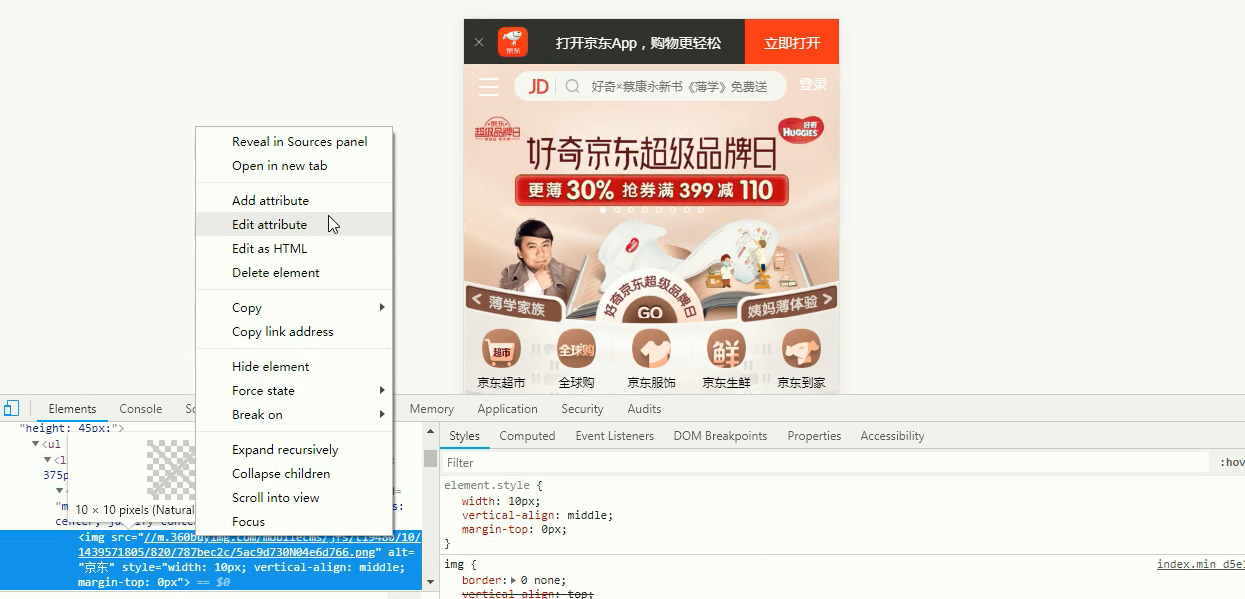 京东
打开京东App，购物更轻松
立即打开
JD
好奇×蔡康永新书《薄学》免费送
登录
京东
超级品牌日
好奇
HUGGIES
好奇京东超级品牌日
更薄30% 抢券满 399 减 110
好奇京东超级品牌日
GO
< 薄学家族
姨妈薄体验 >
超市
全球购
鲜
京东超市
全球购
京东服饰
京东生鲜
京东到家
Reveal in Sources panel
Open in new tab
Add attribute
Edit attribute
Edit as HTML
Delete element
Copy
Copy link address
Hide element
Force state
Break on
Expand recursively
Collapse children
Scroll into view
Focus
Elements
Console
Memory
Application
Security
Audits
"height: 45px;">
▼<ul
▼<l
375p
10 × 10 pixels (Natural
<img src="//m.360buyimg.com/mobilecms/jfs/t19480/10/
1439571805/820/787bec2c/5ac9d730N04e6d766.png" alt=
"京东" style="width: 10px; vertical-align: middle;
margin-top: 0px"> == $0
Styles
Computed
Event Listeners
DOM Breakpoints
Properties
Accessibility
Filter
:hov
element.style {
width: 10px;
vertical-align: middle;
margin-top: 0px;
}
img {
index.min d5e
border:▶ 0 none;
vertical-align: top;